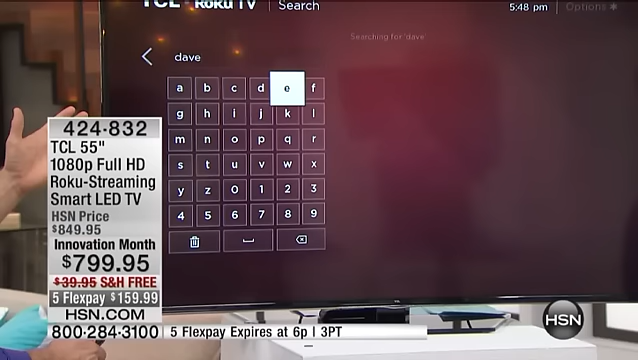 TCL · Roku TV | Search
5:48 pm | Options ✱
Searching for 'dave
dave
a b c d e f
g h i j k l
m n o p q r
s t u v w x
y z 0 1 2 3
4 5 6 7 8 9
424-832
TCL 55"
1080p Full HD
Roku-Streaming
Smart LED TV
HSN Price
$849.95
Innovation Month
$799.95
$39.95 S&H FREE
5 Flexpay $159.99
HSN.COM
800-284-3100 | 5 Flexpay Expires at 6p | 3PT
HSN